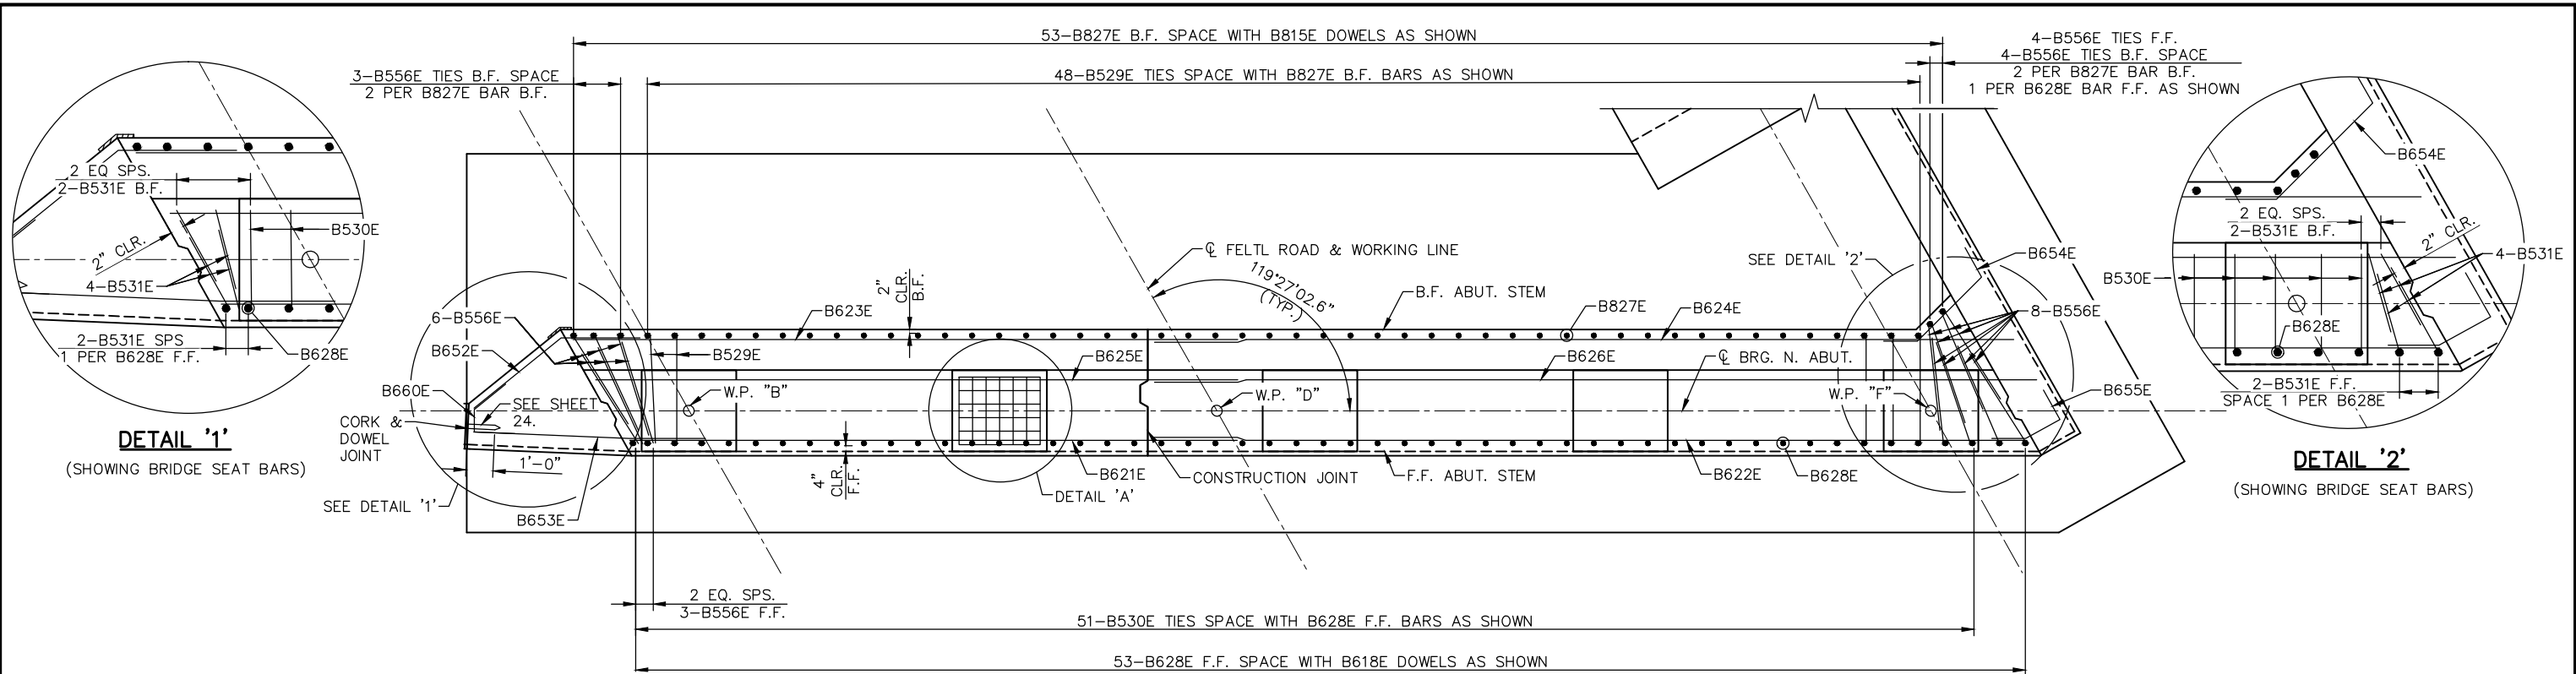 53-B827E B.F. SPACE WITH B815E DOWELS AS SHOWN
3-B556E TIES B.F. SPACE
2 PER B827E BAR B.F.
48-B529E TIES SPACE WITH B827E B.F. BARS AS SHOWN
4-B556E TIES F.F.
4-B556E TIES B.F. SPACE
2 PER B827E BAR B.F.
1 PER B628E BAR F.F. AS SHOWN
2 EQ SPS.
2-B531E B.F.
B530E
2" CLR.
4-B531E
2-B531E SPS
1 PER B628E F.F.
B628E
DETAIL '1'
(SHOWING BRIDGE SEAT BARS)
6-B556E
B652E
B660E
CORK &
DOWEL
JOINT
SEE SHEET
24.
1'-0"
SEE DETAIL '1'
B653E
B623E
2"
CLR.
B.F.
B529E
W.P. "B"
4"
CLR.
F.F.
B625E
B621E
DETAIL 'A'
CONSTRUCTION JOINT
℄ FELTL ROAD & WORKING LINE
119°27'02.6"
(TYP.)
B.F. ABUT. STEM
B827E
B624E
B626E
℄ BRG. N. ABUT.
W.P. "D"
W.P. "F"
F.F. ABUT. STEM
B622E
B628E
SEE DETAIL '2'
B654E
8-B556E
B655E
2 EQ. SPS.
3-B556E F.F.
51-B530E TIES SPACE WITH B628E F.F. BARS AS SHOWN
53-B628E F.F. SPACE WITH B618E DOWELS AS SHOWN
B654E
2 EQ. SPS.
2-B531E B.F.
2" CLR.
4-B531E
B530E
B628E
2-B531E F.F.
SPACE 1 PER B628E
DETAIL '2'
(SHOWING BRIDGE SEAT BARS)